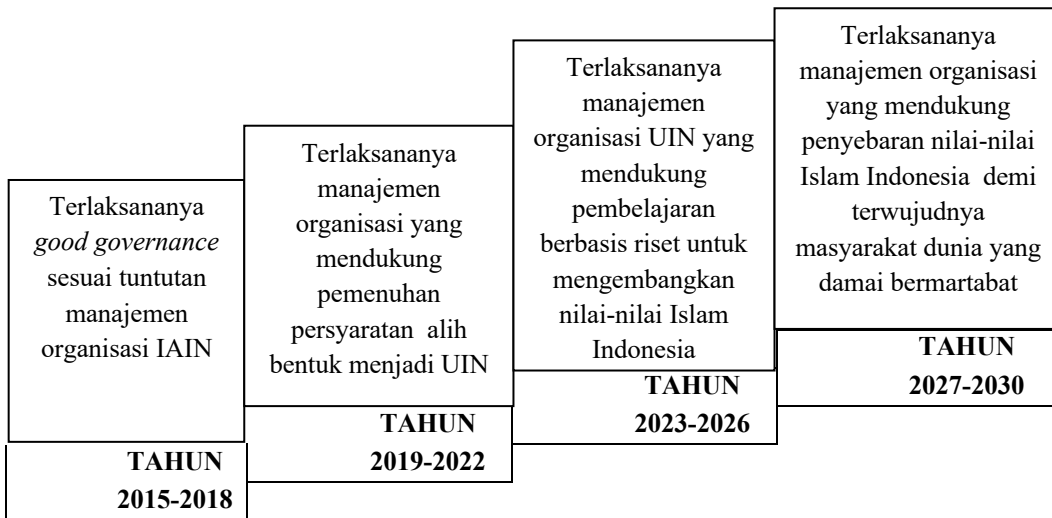 Terlaksananya
good governance
sesuai tuntutan
manajemen
organisasi IAIN
TAHUN
2015-2018
Terlaksananya
manajemen
organisasi yang
mendukung
pemenuhan
persyaratan alih
bentuk menjadi UIN
TAHUN
2019-2022
Terlaksananya
manajemen
organisasi UIN yang
mendukung
pembelajaran
berbasis riset untuk
mengembangkan
nilai-nilai Islam
Indonesia
TAHUN
2023-2026
Terlaksananya
manajemen organisasi
yang mendukung
penyebaran nilai-nilai
Islam Indonesia demi
terwujudnya
masyarakat dunia yang
damai bermartabat
TAHUN
2027-2030